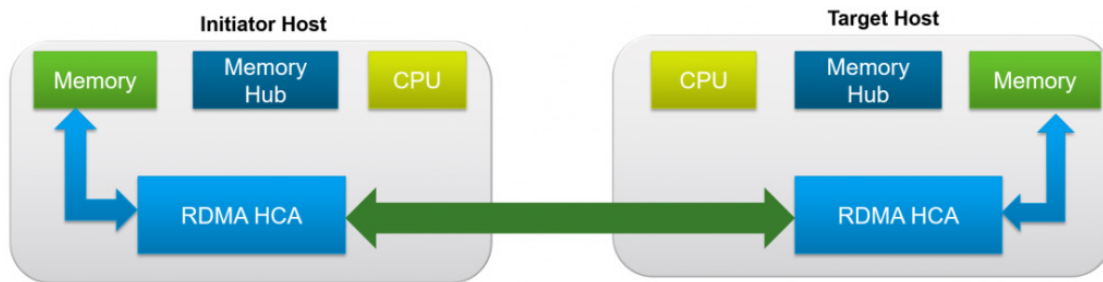 Initiator Host
Target Host
Memory
Memory
Hub
CPU
CPU
Memory
Hub
Memory
RDMA HCA
RDMA HCA